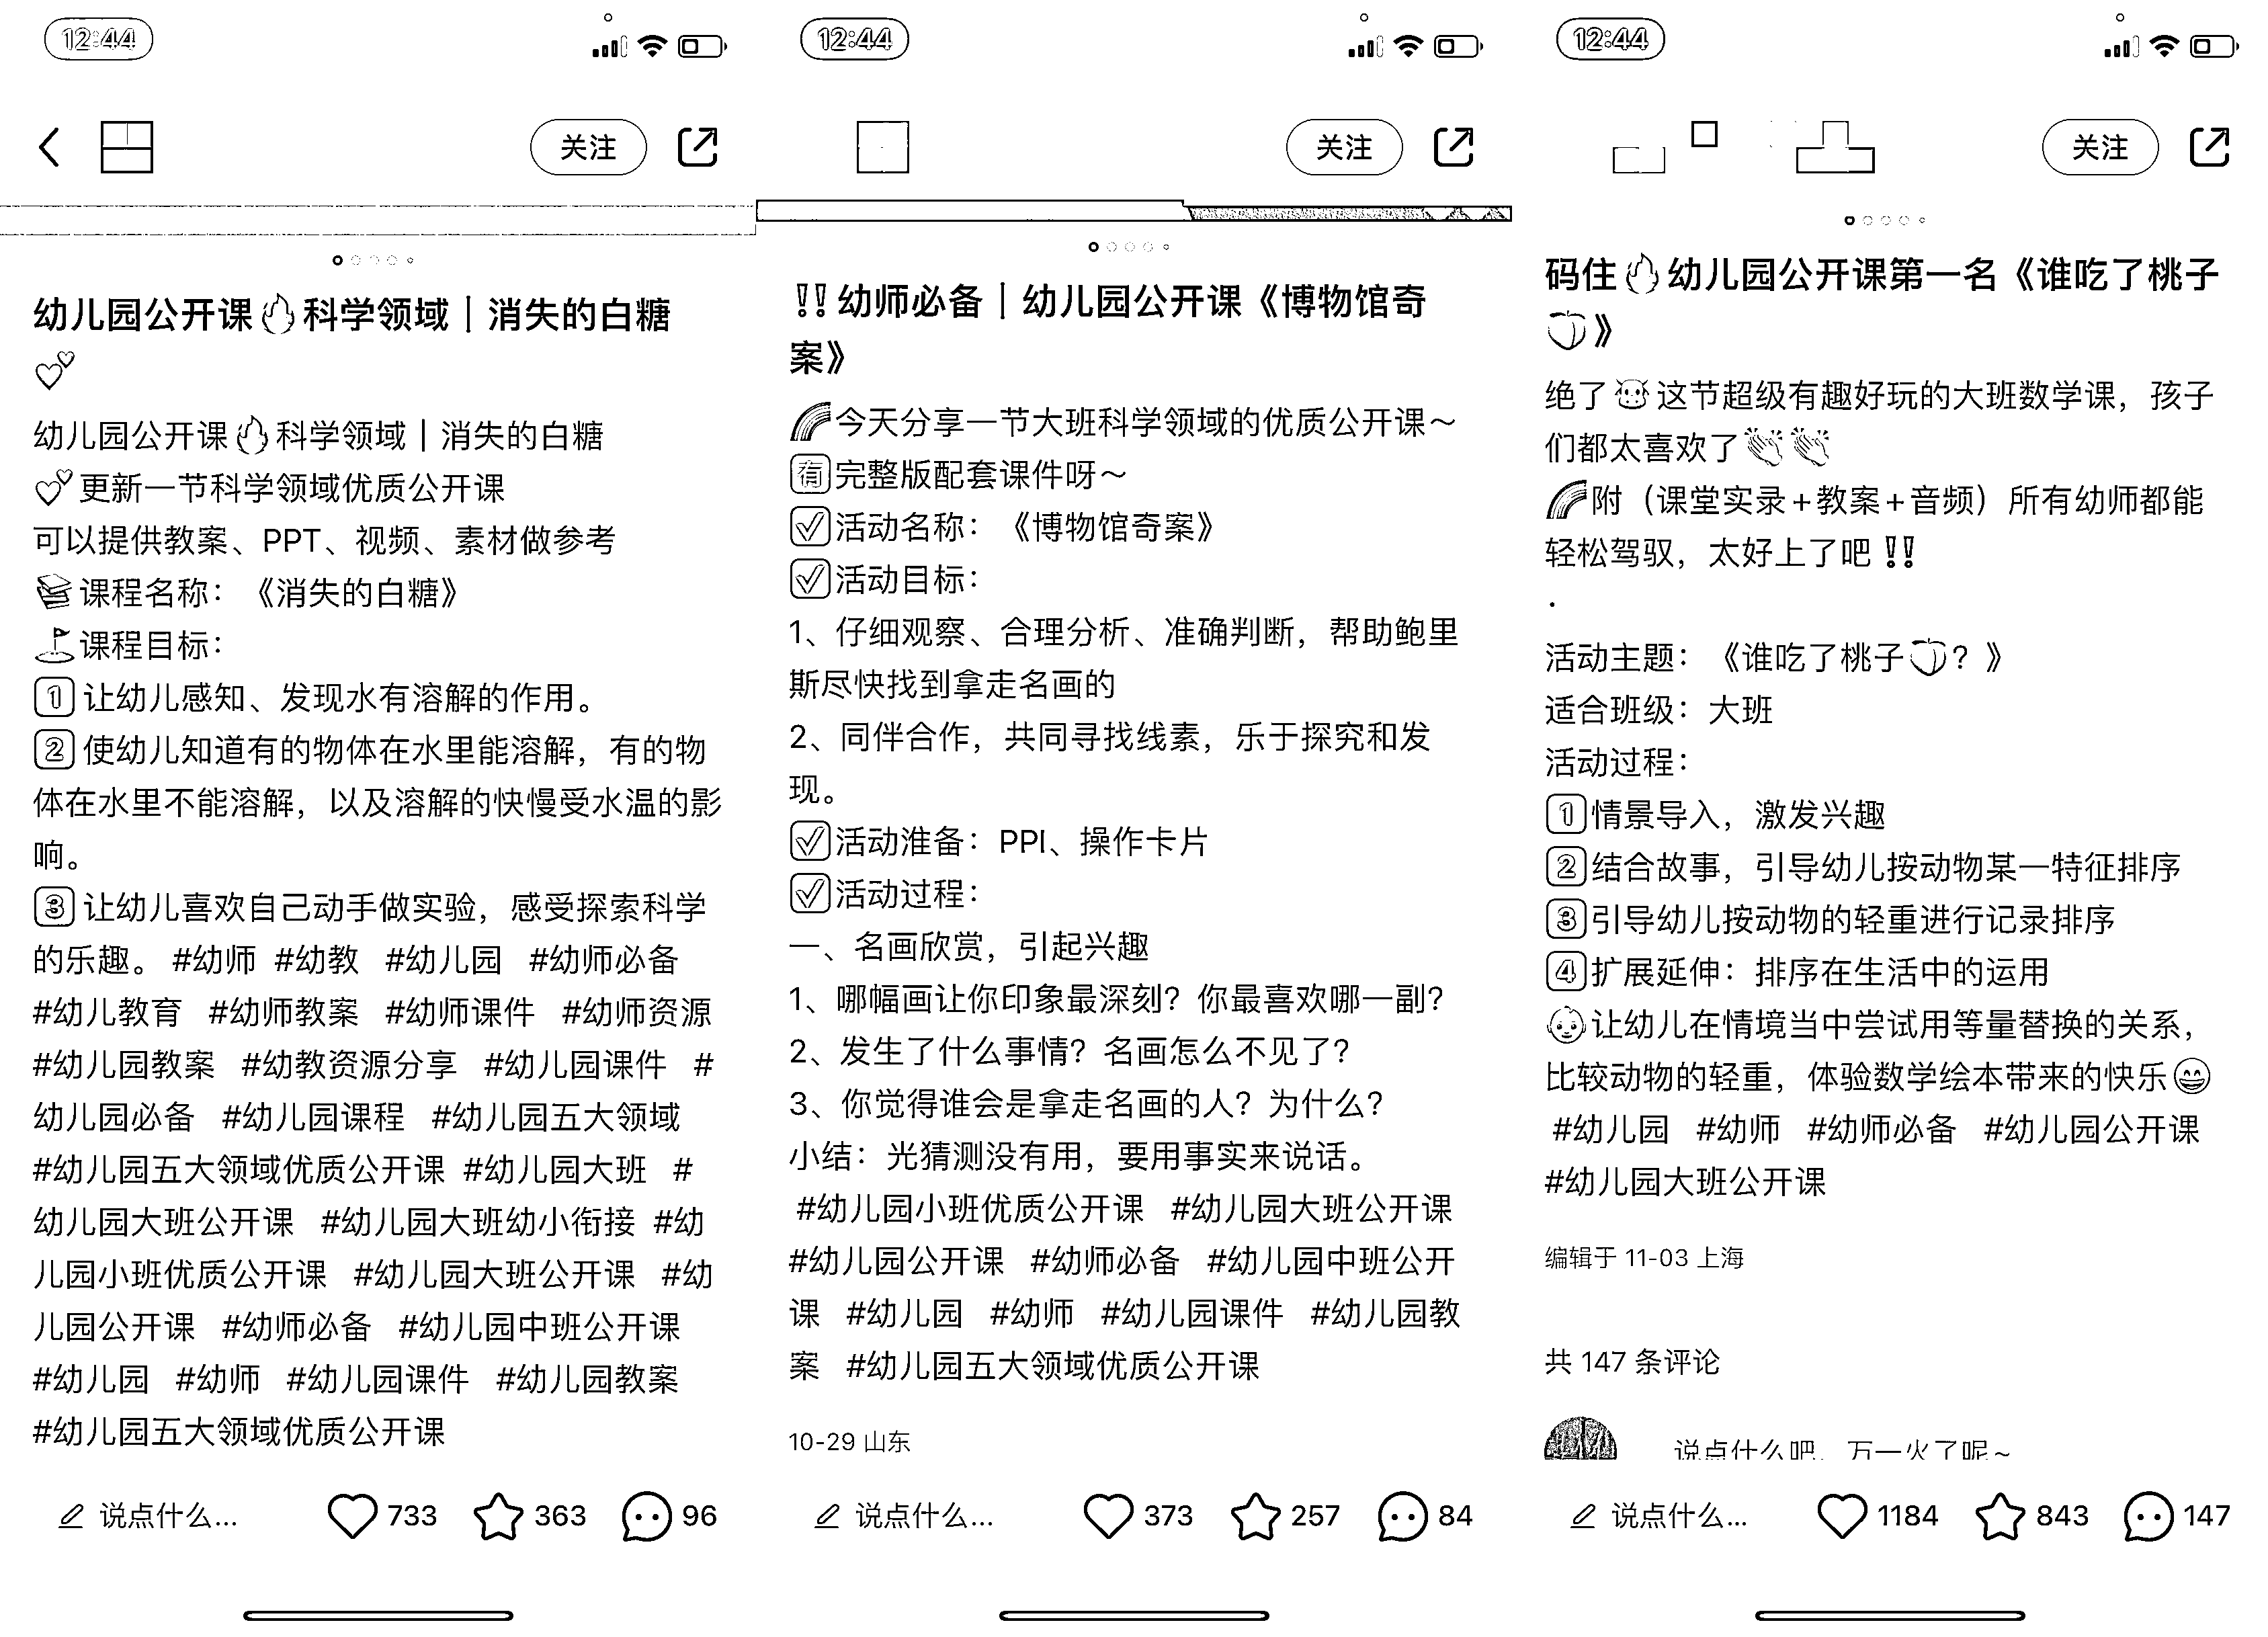 12:44
关注
幼儿园公开课🔥科学领域｜消失的白糖
💕
幼儿园公开课🔥科学领域｜消失的白糖
💕更新一节科学领域优质公开课
可以提供教案、PPT、视频、素材做参考
📚课程名称：《消失的白糖》
⛳课程目标：
1️⃣让幼儿感知、发现水有溶解的作用。
2️⃣使幼儿知道有的物体在水里能溶解，有的物
体在水里不能溶解，以及溶解的快慢受水温的影
响。
3️⃣让幼儿喜欢自己动手做实验，感受探索科学
的乐趣。 #幼师 #幼教 #幼儿园 #幼师必备
#幼儿教育 #幼师教案 #幼师课件 #幼师资源
#幼儿园教案 #幼教资源分享 #幼儿园课件 #
幼儿园必备 #幼儿园课程 #幼儿园五大领域
#幼儿园五大领域优质公开课 #幼儿园大班 #
幼儿园大班公开课 #幼儿园大班幼小衔接 #幼
儿园小班优质公开课 #幼儿园大班公开课 #幼
儿园公开课 #幼师必备 #幼儿园中班公开课
#幼儿园 #幼师 #幼儿园课件 #幼儿园教案
#幼儿园五大领域优质公开课
说点什么... 733 363 96
12:44
关注
‼️幼师必备｜幼儿园公开课《博物馆奇
案》
🌈今天分享一节大班科学领域的优质公开课～
🈶完整版配套课件呀～
✅活动名称：《博物馆奇案》
✅活动目标：
1、仔细观察、合理分析、准确判断，帮助鲍里
斯尽快找到拿走名画的
2、同伴合作，共同寻找线素，乐于探究和发
现。
✅活动淮备：PPI、操作卡片
✅活动过程：
一、名画欣赏，引起兴趣
1、哪幅画让你印象最深刻？你最喜欢哪一副？
2、发生了什么事情？名画怎么不见了？
3、你觉得谁会是拿走名画的人？为什么？
小结：光猜测没有用，要用事实来说话。
#幼儿园小班优质公开课 #幼儿园大班公开课
#幼儿园公开课 #幼师必备 #幼儿园中班公开
课 #幼儿园 #幼师 #幼儿园课件 #幼儿园教
案 #幼儿园五大领域优质公开课
10-29 山东
说点什么... 373 257 84
12:44
关注
码住🔥幼儿园公开课第一名《谁吃了桃子
🍑》
绝了🐮这节超级有趣好玩的大班数学课，孩子
们都太喜欢了👏👏
🌈附（课堂实录+教案+音频）所有幼师都能
轻松驾驭，太好上了吧‼️
.
活动主题：《谁吃了桃子🍑？》
适合班级：大班
活动过程：
1️⃣情景导入，激发兴趣
2️⃣结合故事，引导幼儿按动物某一特征排序
3️⃣引导幼儿按动物的轻重进行记录排序
4️⃣扩展延伸：排序在生活中的运用
👶让幼儿在情境当中尝试用等量替换的关系，
比较动物的轻重，体验数学绘本带来的快乐😄
#幼儿园 #幼师 #幼师必备 #幼儿园公开课
#幼儿园大班公开课
编辑于 11-03 上海
共 147 条评论
说点什么吧，万一火了呢~
说点什么... 1184 843 147